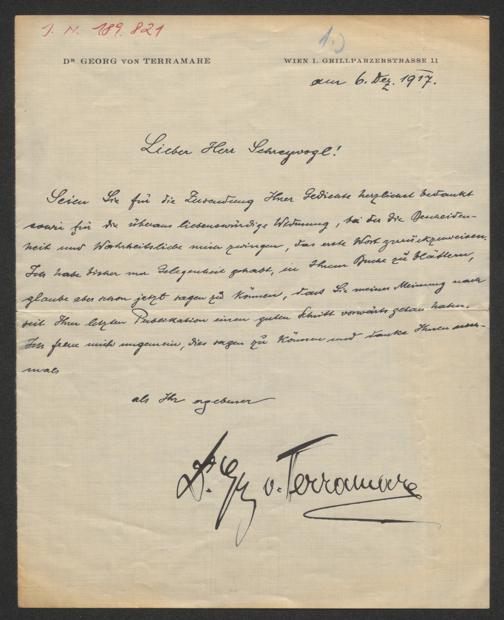 J. N. 189.821
1.)
Dʀ GEORG VON TERRAMARE
WIEN I. GRILLPARZERSTRASSE 11
am 6. Dez. 1917.
Lieber Herr Schreyvogl!
Seien Sie für die Zusendung Ihrer Gedichte herzlichst bedankt
sowie für die überaus liebenswürdige Widmung, bei der die Bescheiden-
heit und Wahrheitsliebe mich zwingen, das erste Wort zurückzuweisen.
Ich habe bisher nur Gelegenheit gehabt, in Ihrem Buche zu blättern,
glaube aber schon jetzt sagen zu können, dass Sie meiner Meinung nach
seit Ihrer letzten Publikation einen guten Schritt vorwärts getan haben.
Ich freue mich ungemein, dies sagen zu können und danke Ihnen noch-
mals
als Ihr ergebener
Dr. Gg v. Terramare